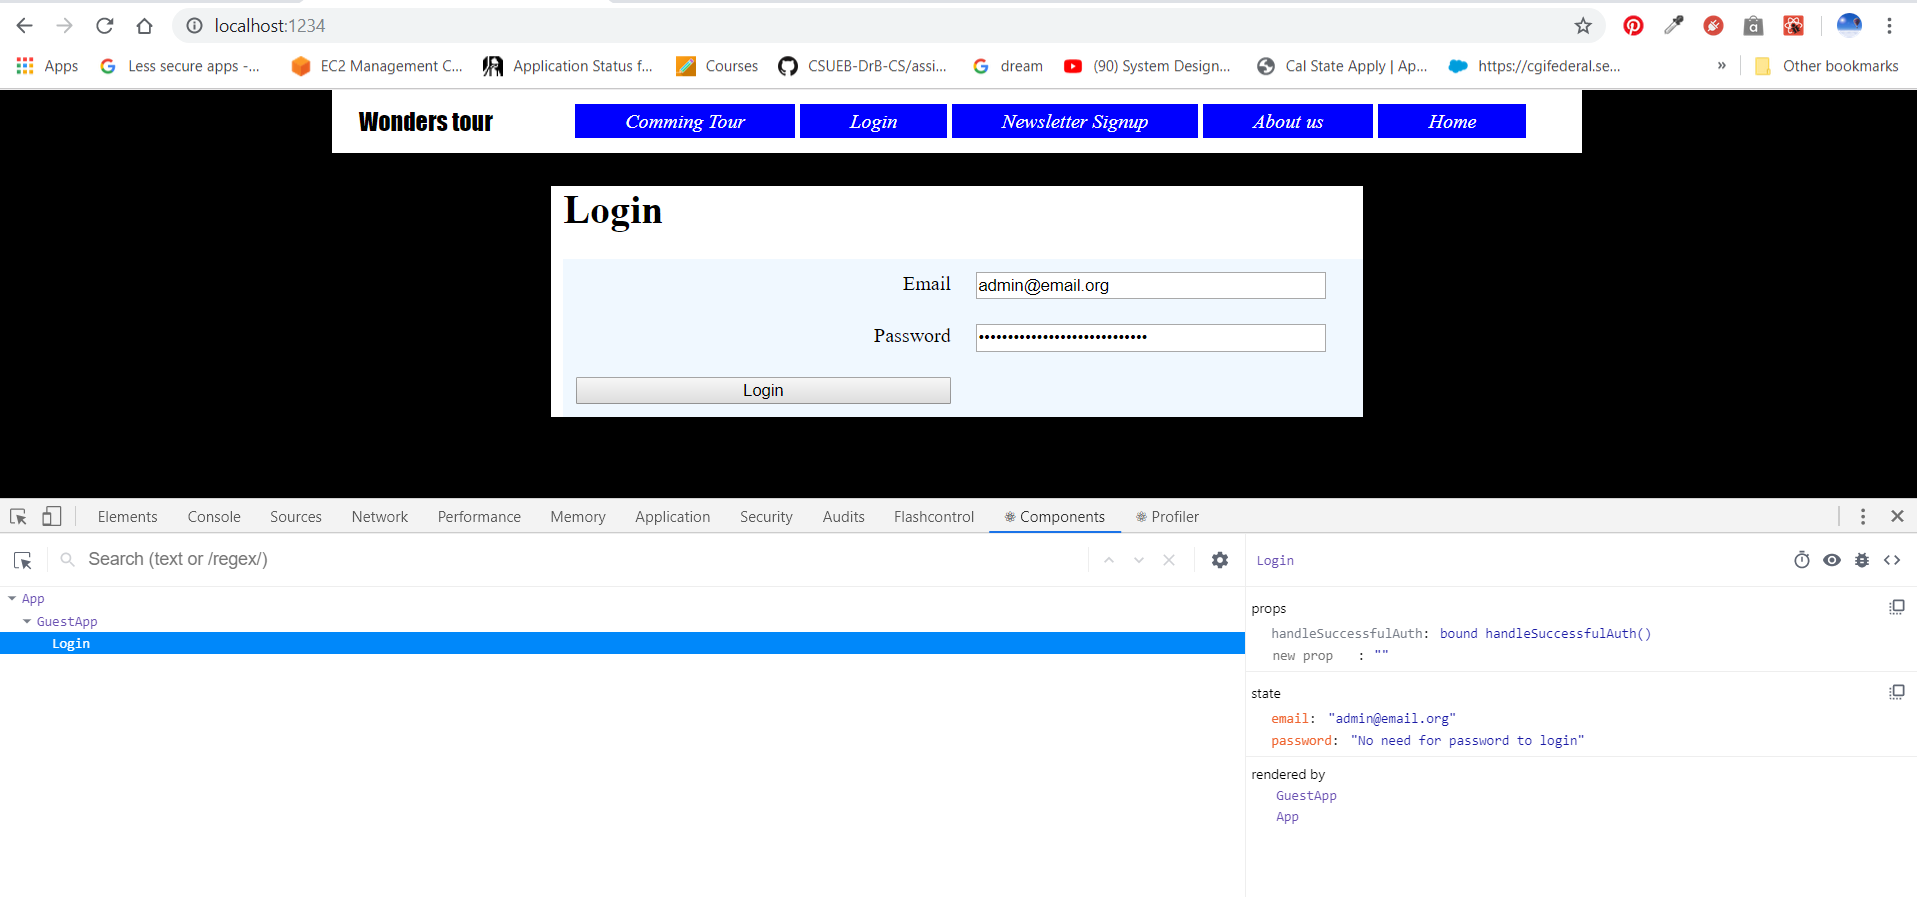 localhost:1234
Apps Less secure apps -... EC2 Management C... Application Status f... Courses CSUEB-DrB-CS/assi... dream (90) System Design... Cal State Apply | Ap... https://cgifederal.se... » Other bookmarks
Wonders tour Comming Tour Login Newsletter Signup About us Home
Login
Email admin@email.org
Password •••••••••••••••••••••••••••••
Login
Elements Console Sources Network Performance Memory Application Security Audits Flashcontrol Components Profiler
Search (text or /regex/)
Login
App
GuestApp
Login
props
handleSuccessfulAuth: bound handleSuccessfulAuth()
new prop : ""
state
email: "admin@email.org"
password: "No need for password to login"
rendered by
GuestApp
App